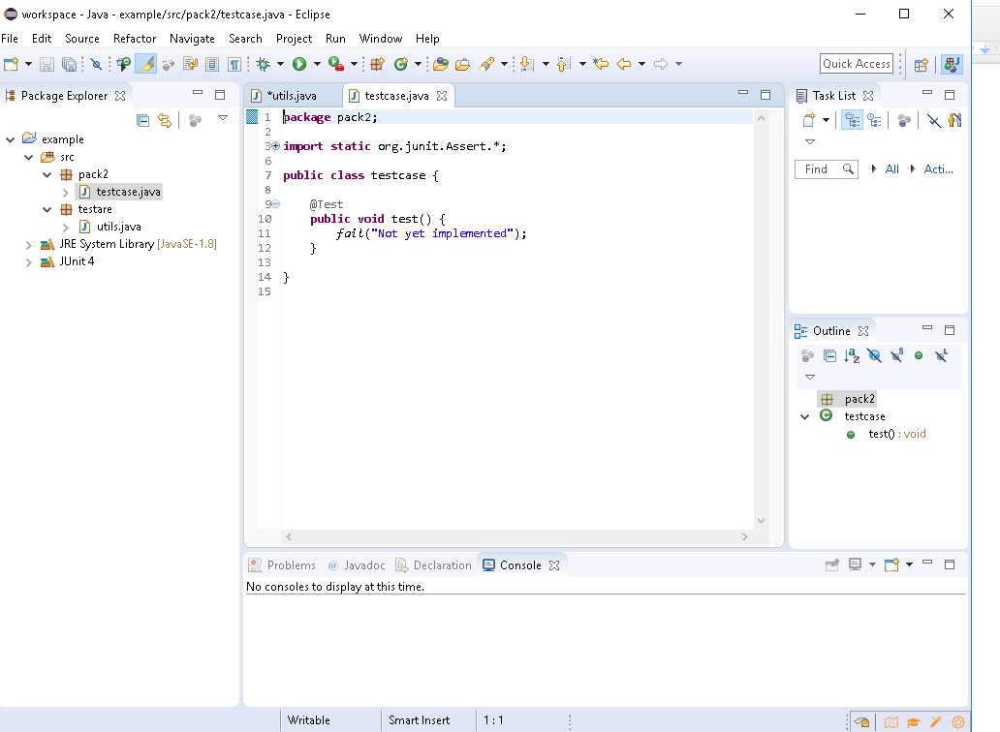 workspace - Java - example/src/pack2/testcase.java - Eclipse
File Edit Source Refactor Navigate Search Project Run Window Help
Quick Access
Package Explorer
example
src
pack2
testcase.java
testare
utils.java
JRE System Library [JavaSE-1.8]
JUnit 4
*utils.java testcase.java
1 package pack2;
2
3 import static org.junit.Assert.*;
6
7 public class testcase {
8
9 @Test
10 public void test() {
11 fail("Not yet implemented");
12 }
13
14 }
15
Task List
Find All Acti...
Outline
pack2
testcase
test() : void
Problems @ Javadoc Declaration Console
No consoles to display at this time.
Writable Smart Insert 1 : 1